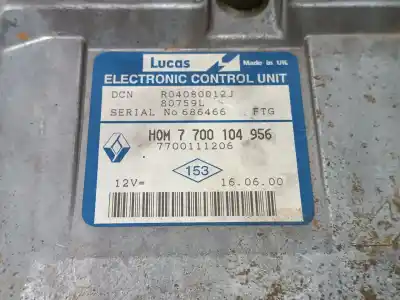 Lucas
Made in UK
ELECTRONIC CONTROL UNIT
DCN R04080012J
80759L
SERIAL No 686466 FTG
HOM 7 700 104 956
7700111206
153
12V= 16.06.00